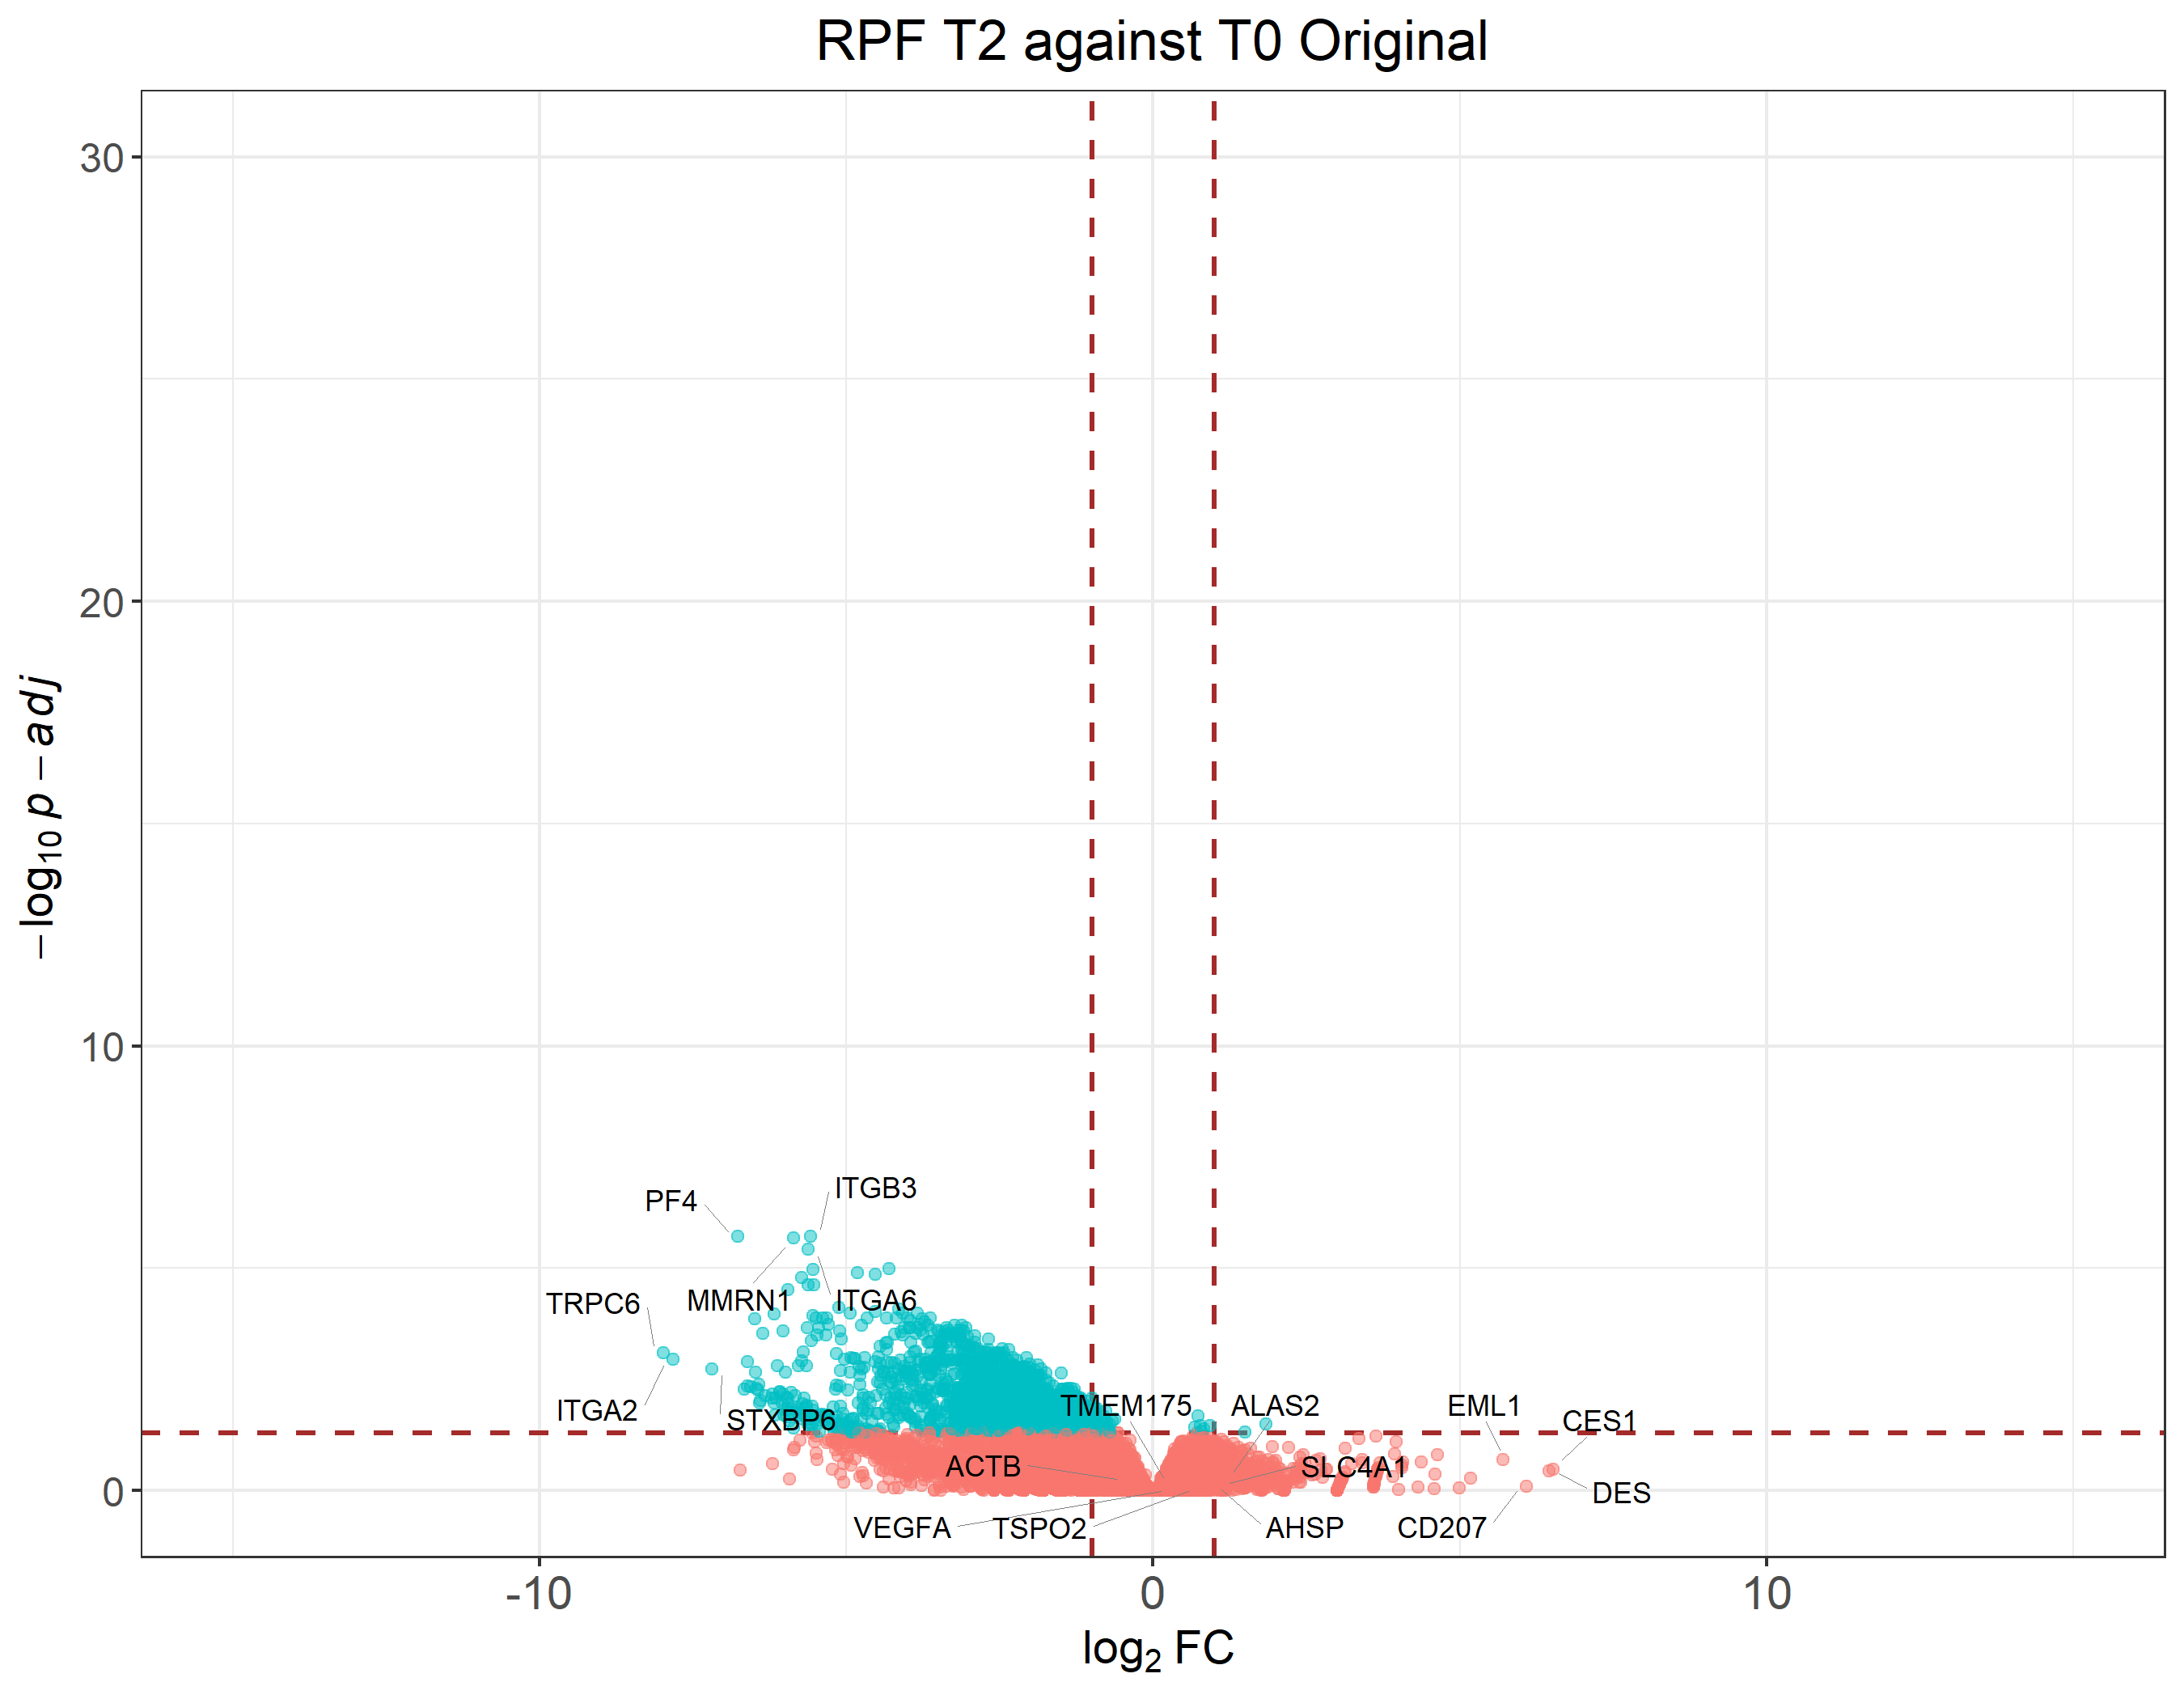 RPF T2 against T0 Original
30
20
10
0
−log10 p − adj
PF4
ITGB3
TRPC6
MMRN1
ITGA6
ITGA2
STXBP6
TMEM175
ALAS2
EML1
CES1
ACTB
SLC4A1
DES
VEGFA
TSPO2
AHSP
CD207
-10
0
10
log2 FC